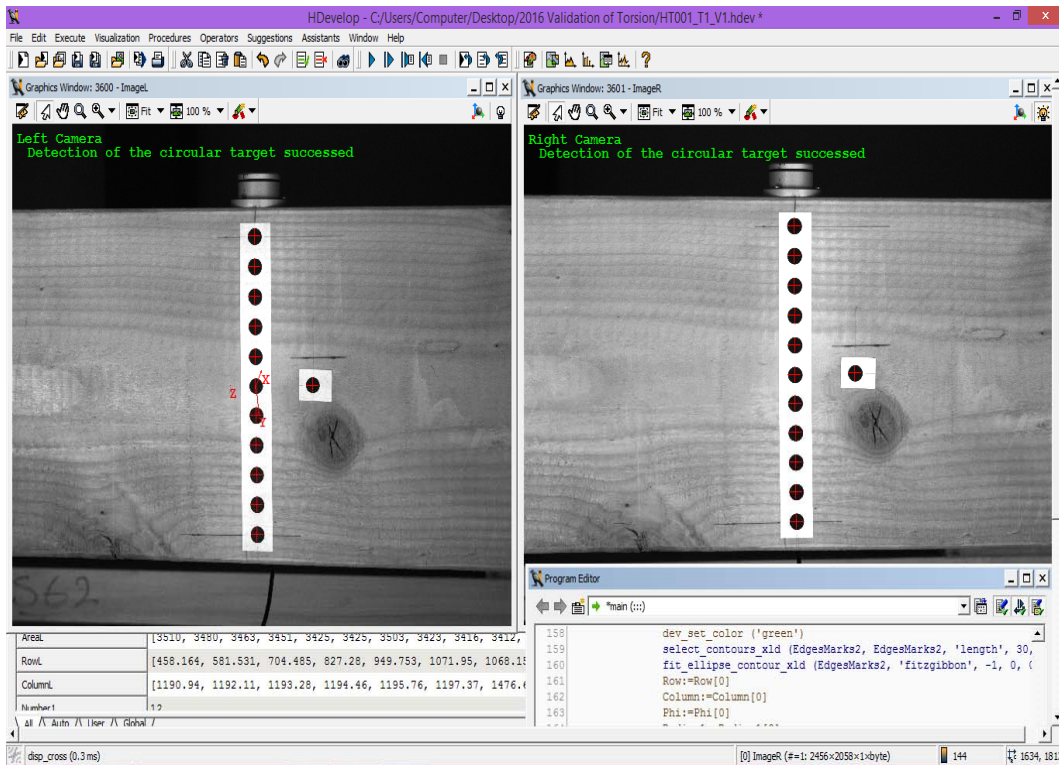 HDevelop - C:/Users/Computer/Desktop/2016 Validation of Torsion/HT001_T1_V1.hdev *
File Edit Execute Visualization Procedures Operators Suggestions Assistants Window Help
Graphics Window: 3600 - ImageL
Fit 100 %
Left Camera
Detection of the circular target successed
X
Z
Y
S62
Graphics Window: 3601 - ImageR
Fit 100 %
Right Camera
Detection of the circular target successed
AreaL [3510, 3480, 3463, 3451, 3425, 3425, 3503, 3423, 3416, 3412,
RowL [458.164, 581.531, 704.485, 827.28, 949.753, 1071.95, 1068.15
ColumnL [1190.94, 1192.11, 1193.28, 1194.46, 1195.76, 1197.37, 1476.6
Number1 12
All Auto User Global
Program Editor
*main (:::)
158 dev_set_color ('green')
159 select_contours_xld (EdgesMarks2, EdgesMarks2, 'length', 30,
160 fit_ellipse_contour_xld (EdgesMarks2, 'fitzgibbon', -1, 0, 0
161 Row:=Row[0]
162 Column:=Column[0]
163 Phi:=Phi[0]
disp_cross (0.3 ms)
[0] ImageR (#=1: 2456×2058×1×byte) 144 1634, 181